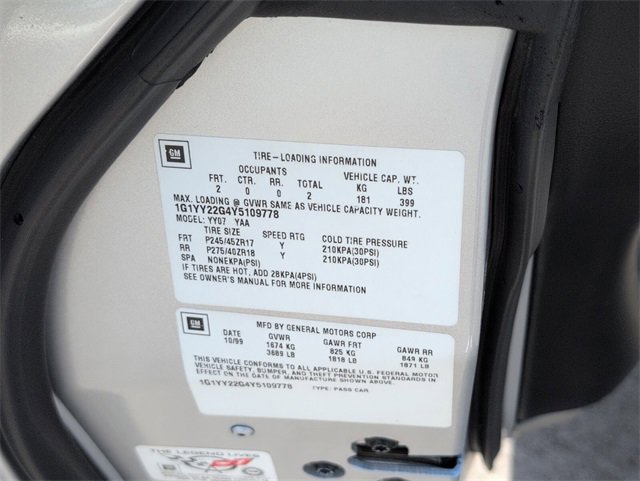 GM
TIRE-LOADING INFORMATION
OCCUPANTS VEHICLE CAP. WT.
FRT. CTR. RR. TOTAL KG LBS
2 0 0 2 181 399
MAX. LOADING @ GVWR SAME AS VEHICLE CAPACITY WEIGHT.
1G1YY22G4Y5109778
MODEL: YY07 YAA
TIRE SIZE SPEED RTG COLD TIRE PRESSURE
FRT P245/45ZR17 Y 210KPA(30PSI)
RR P275/40ZR18 Y 210KPA(30PSI)
SPA NONEKPA(PSI)
IF TIRES ARE HOT, ADD 28KPA(4PSI)
SEE OWNER'S MANUAL FOR MORE INFORMATION
GM
MFD BY GENERAL MOTORS CORP
DATE GVWR GAWR FRT GAWR RR
10/99 1674 KG 825 KG 849 KG
3689 LB 1818 LB 1871 LB
THIS VEHICLE CONFORMS TO ALL APPLICABLE U.S. FEDERAL MOTOR
VEHICLE SAFETY, BUMPER, AND THEFT PREVENTION STANDARDS IN
EFFECT ON THE DATE OF MANUFACTURE SHOWN ABOVE.
1G1YY22G4Y5109778 TYPE: PASS CAR
THE LEGEND LIVES
GM